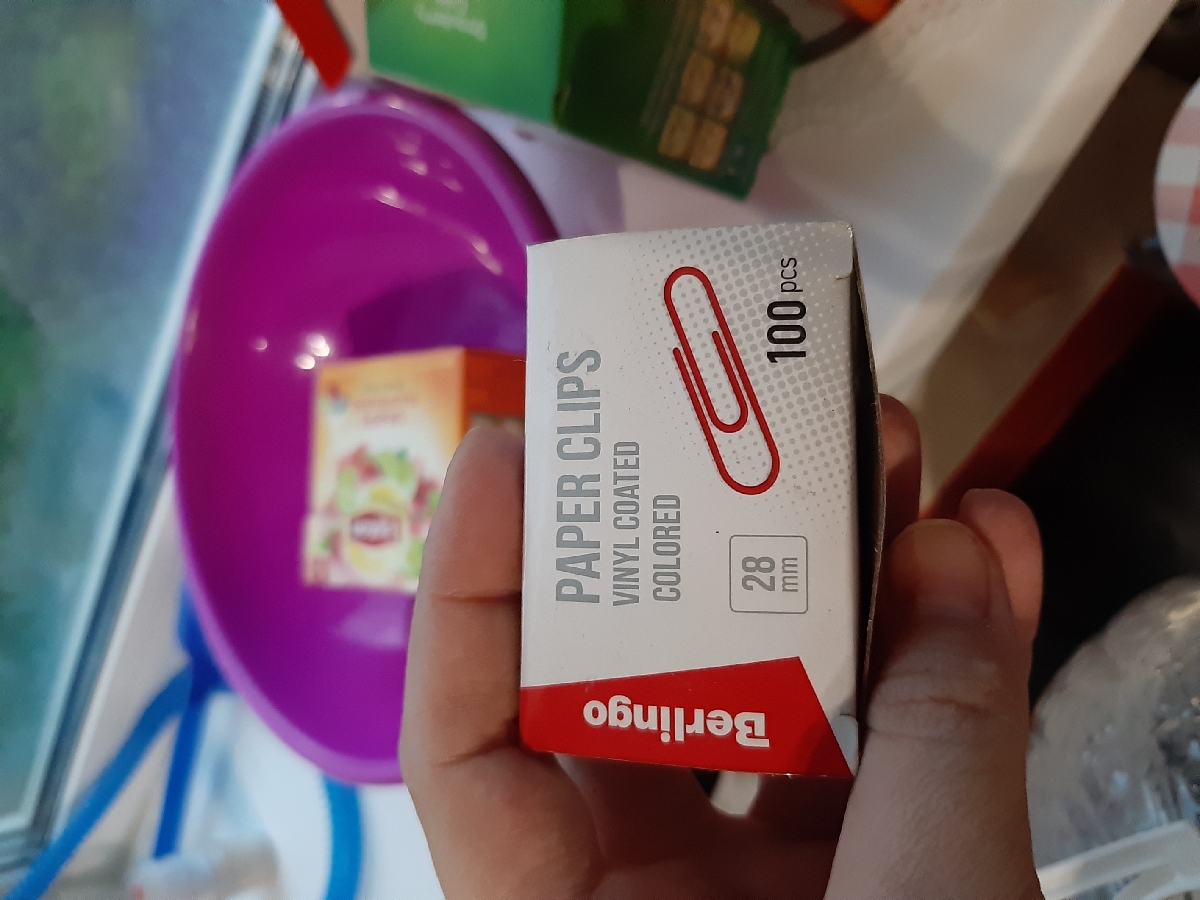 PAPER CLIPS
VINYL COATED
COLORED
100 pcs
28
mm
Berlingo